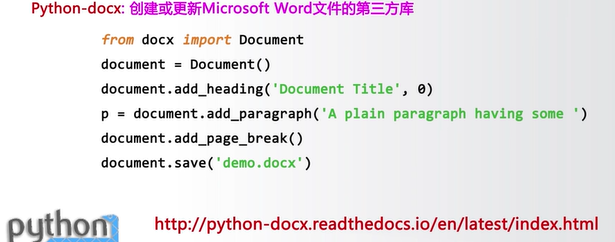 Python-docx: 创建或更新Microsoft Word文件的第三方库
from docx import Document
document = Document()
document.add_heading('Document Title', 0)
p = document.add_paragraph('A plain paragraph having some ')
document.add_page_break()
document.save('demo.docx')
python
http://python-docx.readthedocs.io/en/latest/index.html